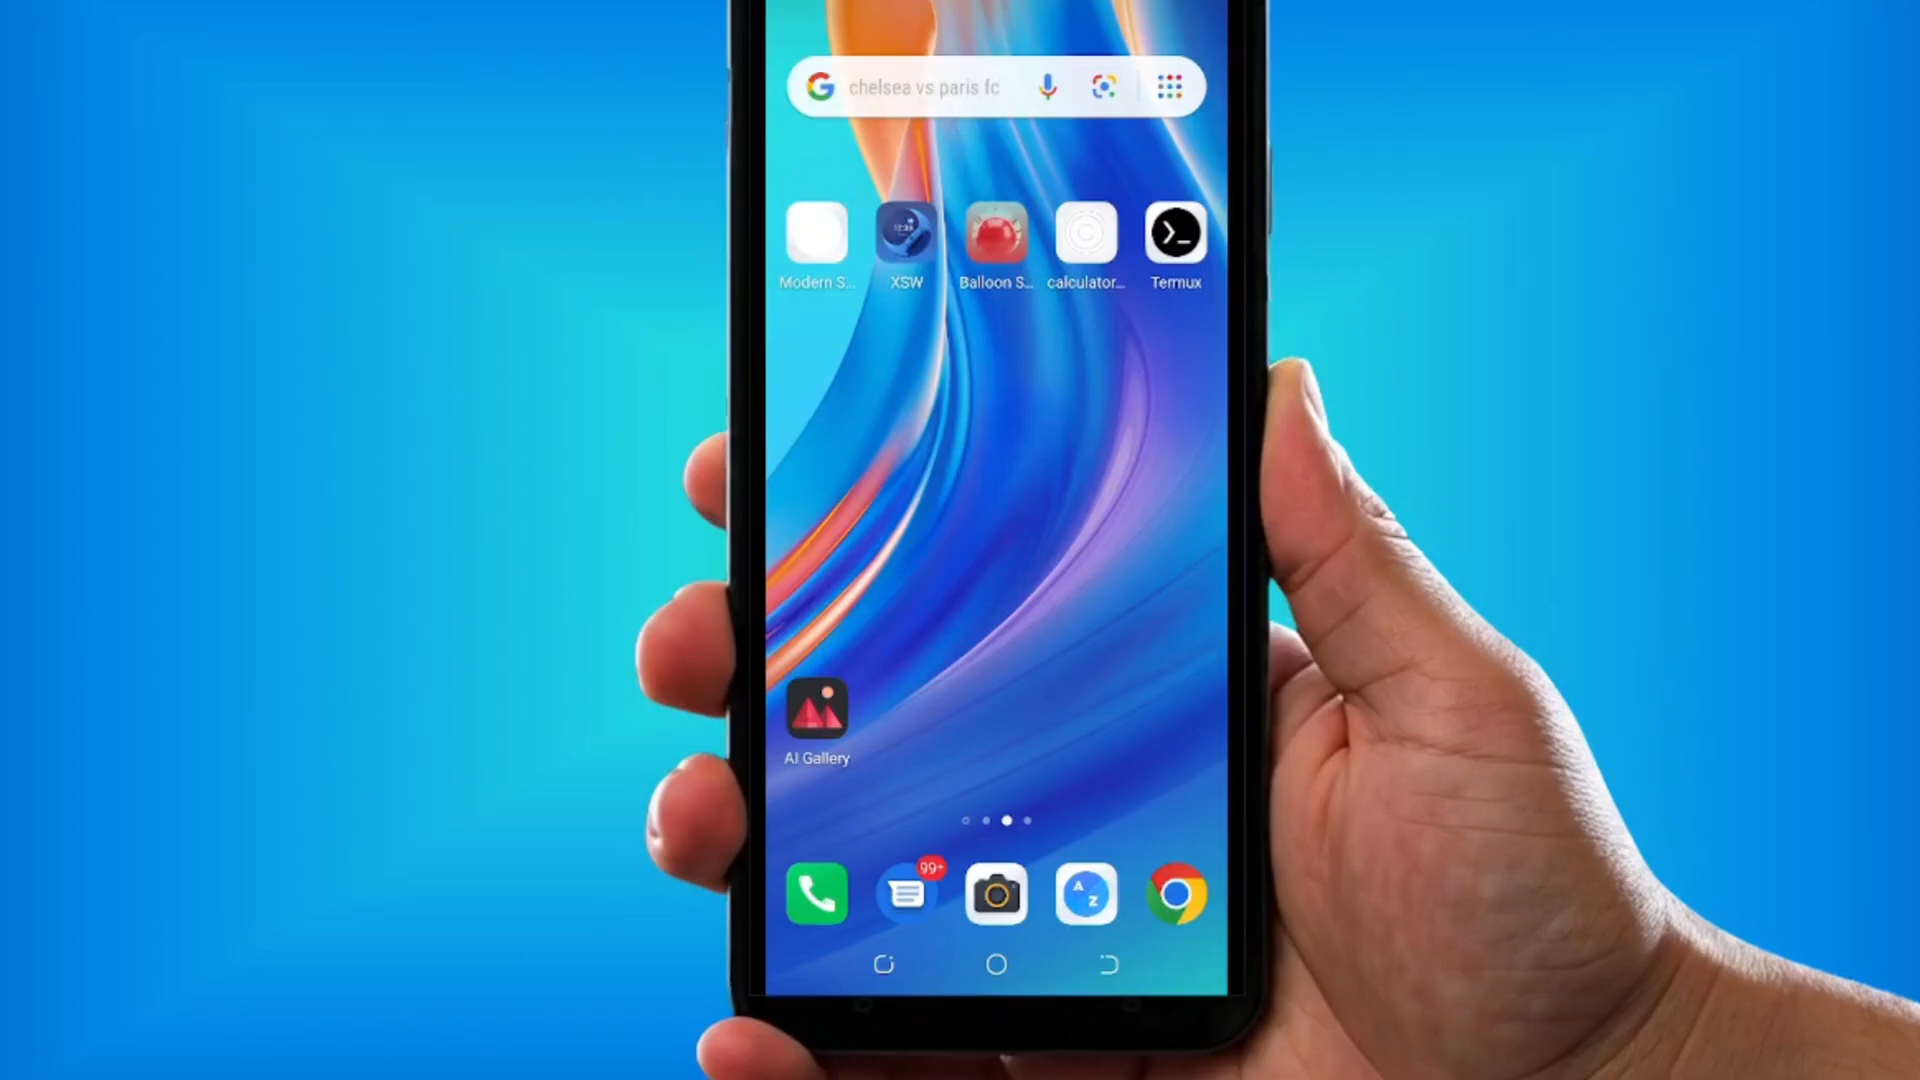 chelsea vs paris fc
Modern S...
XSW
Balloon S...
calculator...
Termux
AI Gallery
99+
A
z